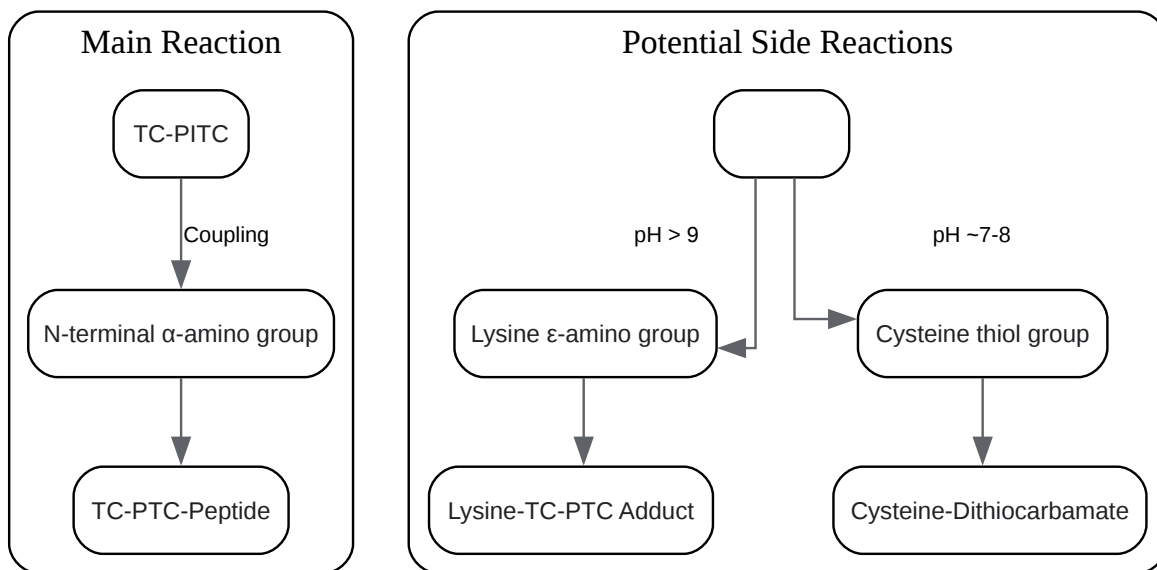 Main Reaction
TC-PITC
Coupling
N-terminal α-amino group
TC-PTC-Peptide
Potential Side Reactions
pH > 9
pH ~7-8
Lysine ε-amino group
Cysteine thiol group
Lysine-TC-PTC Adduct
Cysteine-Dithiocarbamate